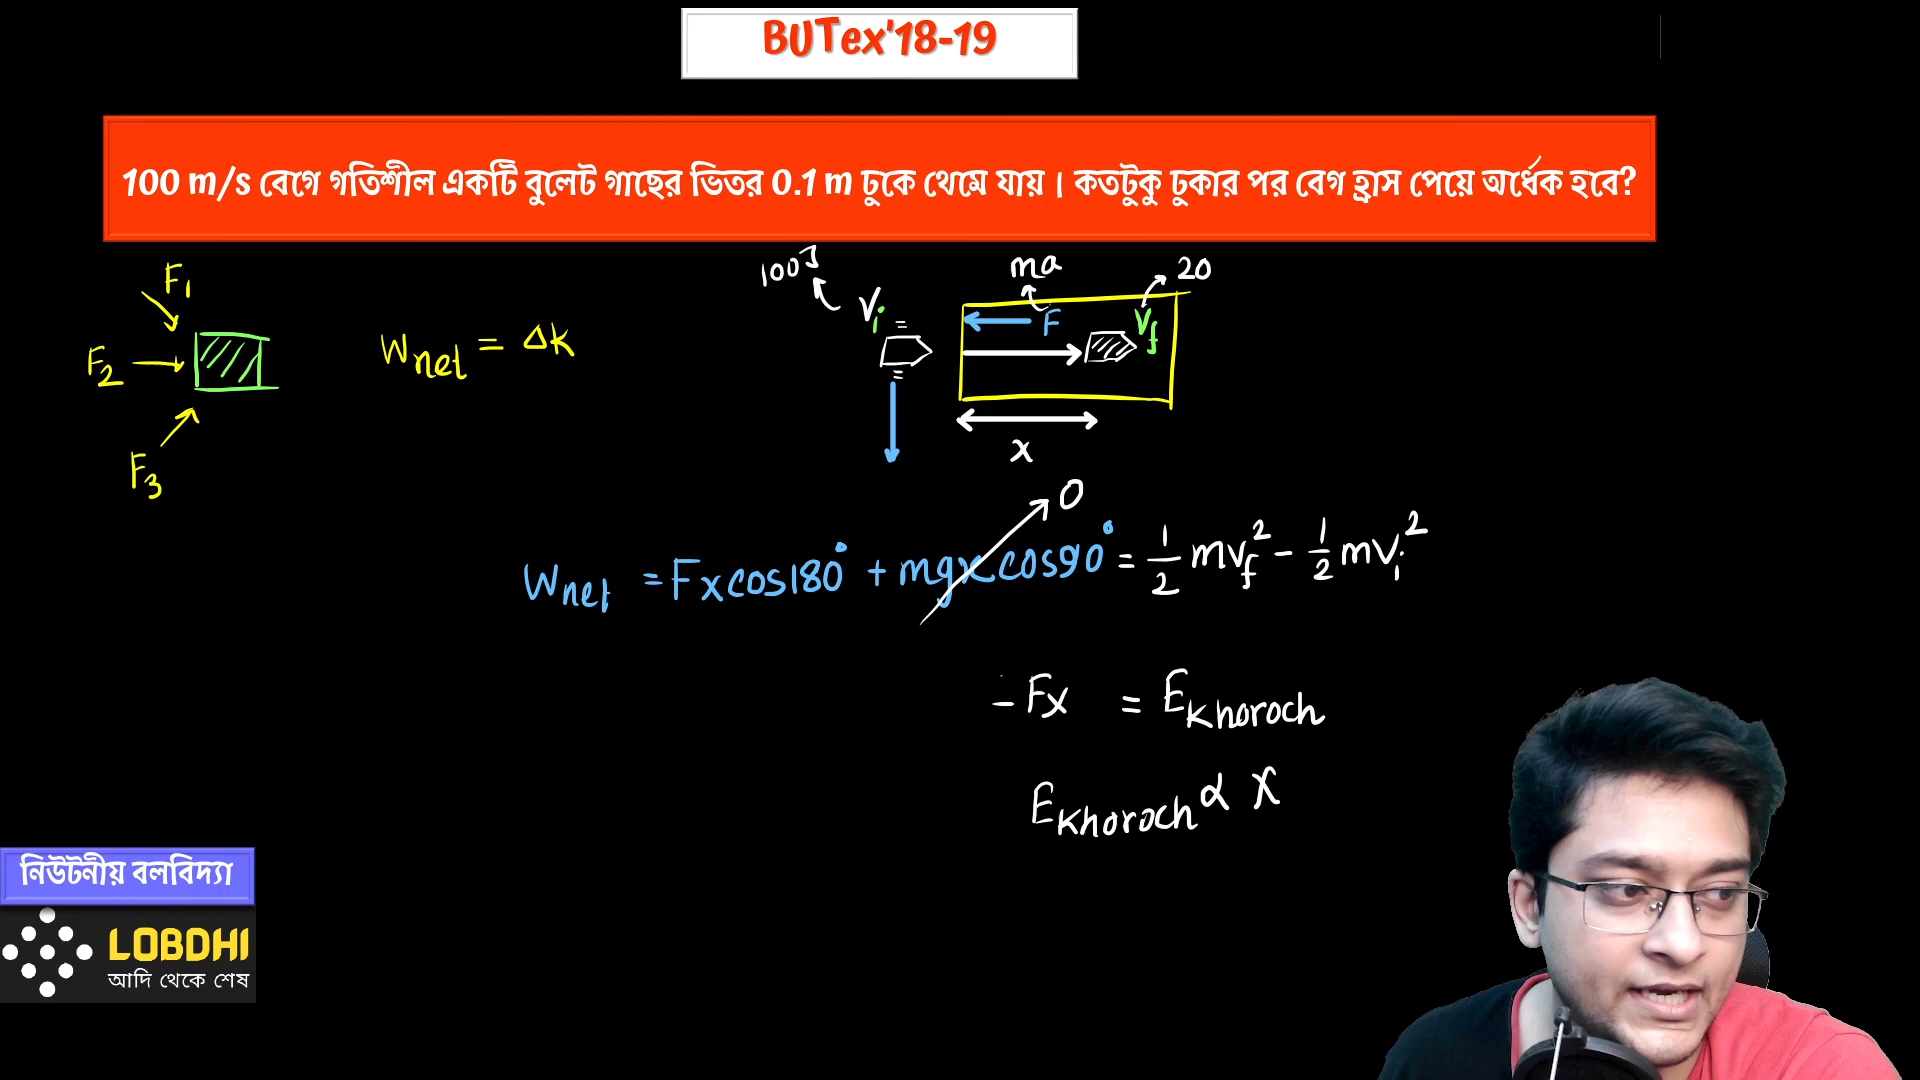 BUTex'18-19
100 m/s বেগে গতিশীল একটি বুলেট গাছের ভিতর 0.1 m ঢুকে থেমে যায়। কতটুকু ঢুকার পর বেগ হ্রাস পেয়ে অর্ধেক হবে?
F₁
F₂
F₃
Wnet = Δk
100J
Vi
ma
F
20
Vf
x
0
Wnet = Fxcos180° + mgxcos90° = 1/2 mvf² - 1/2 mvi²
- Fx = EKhoroch
EKhoroch α x
নিউটনীয় বলবিদ্যা
LOBDHI
আদি থেকে শেষ